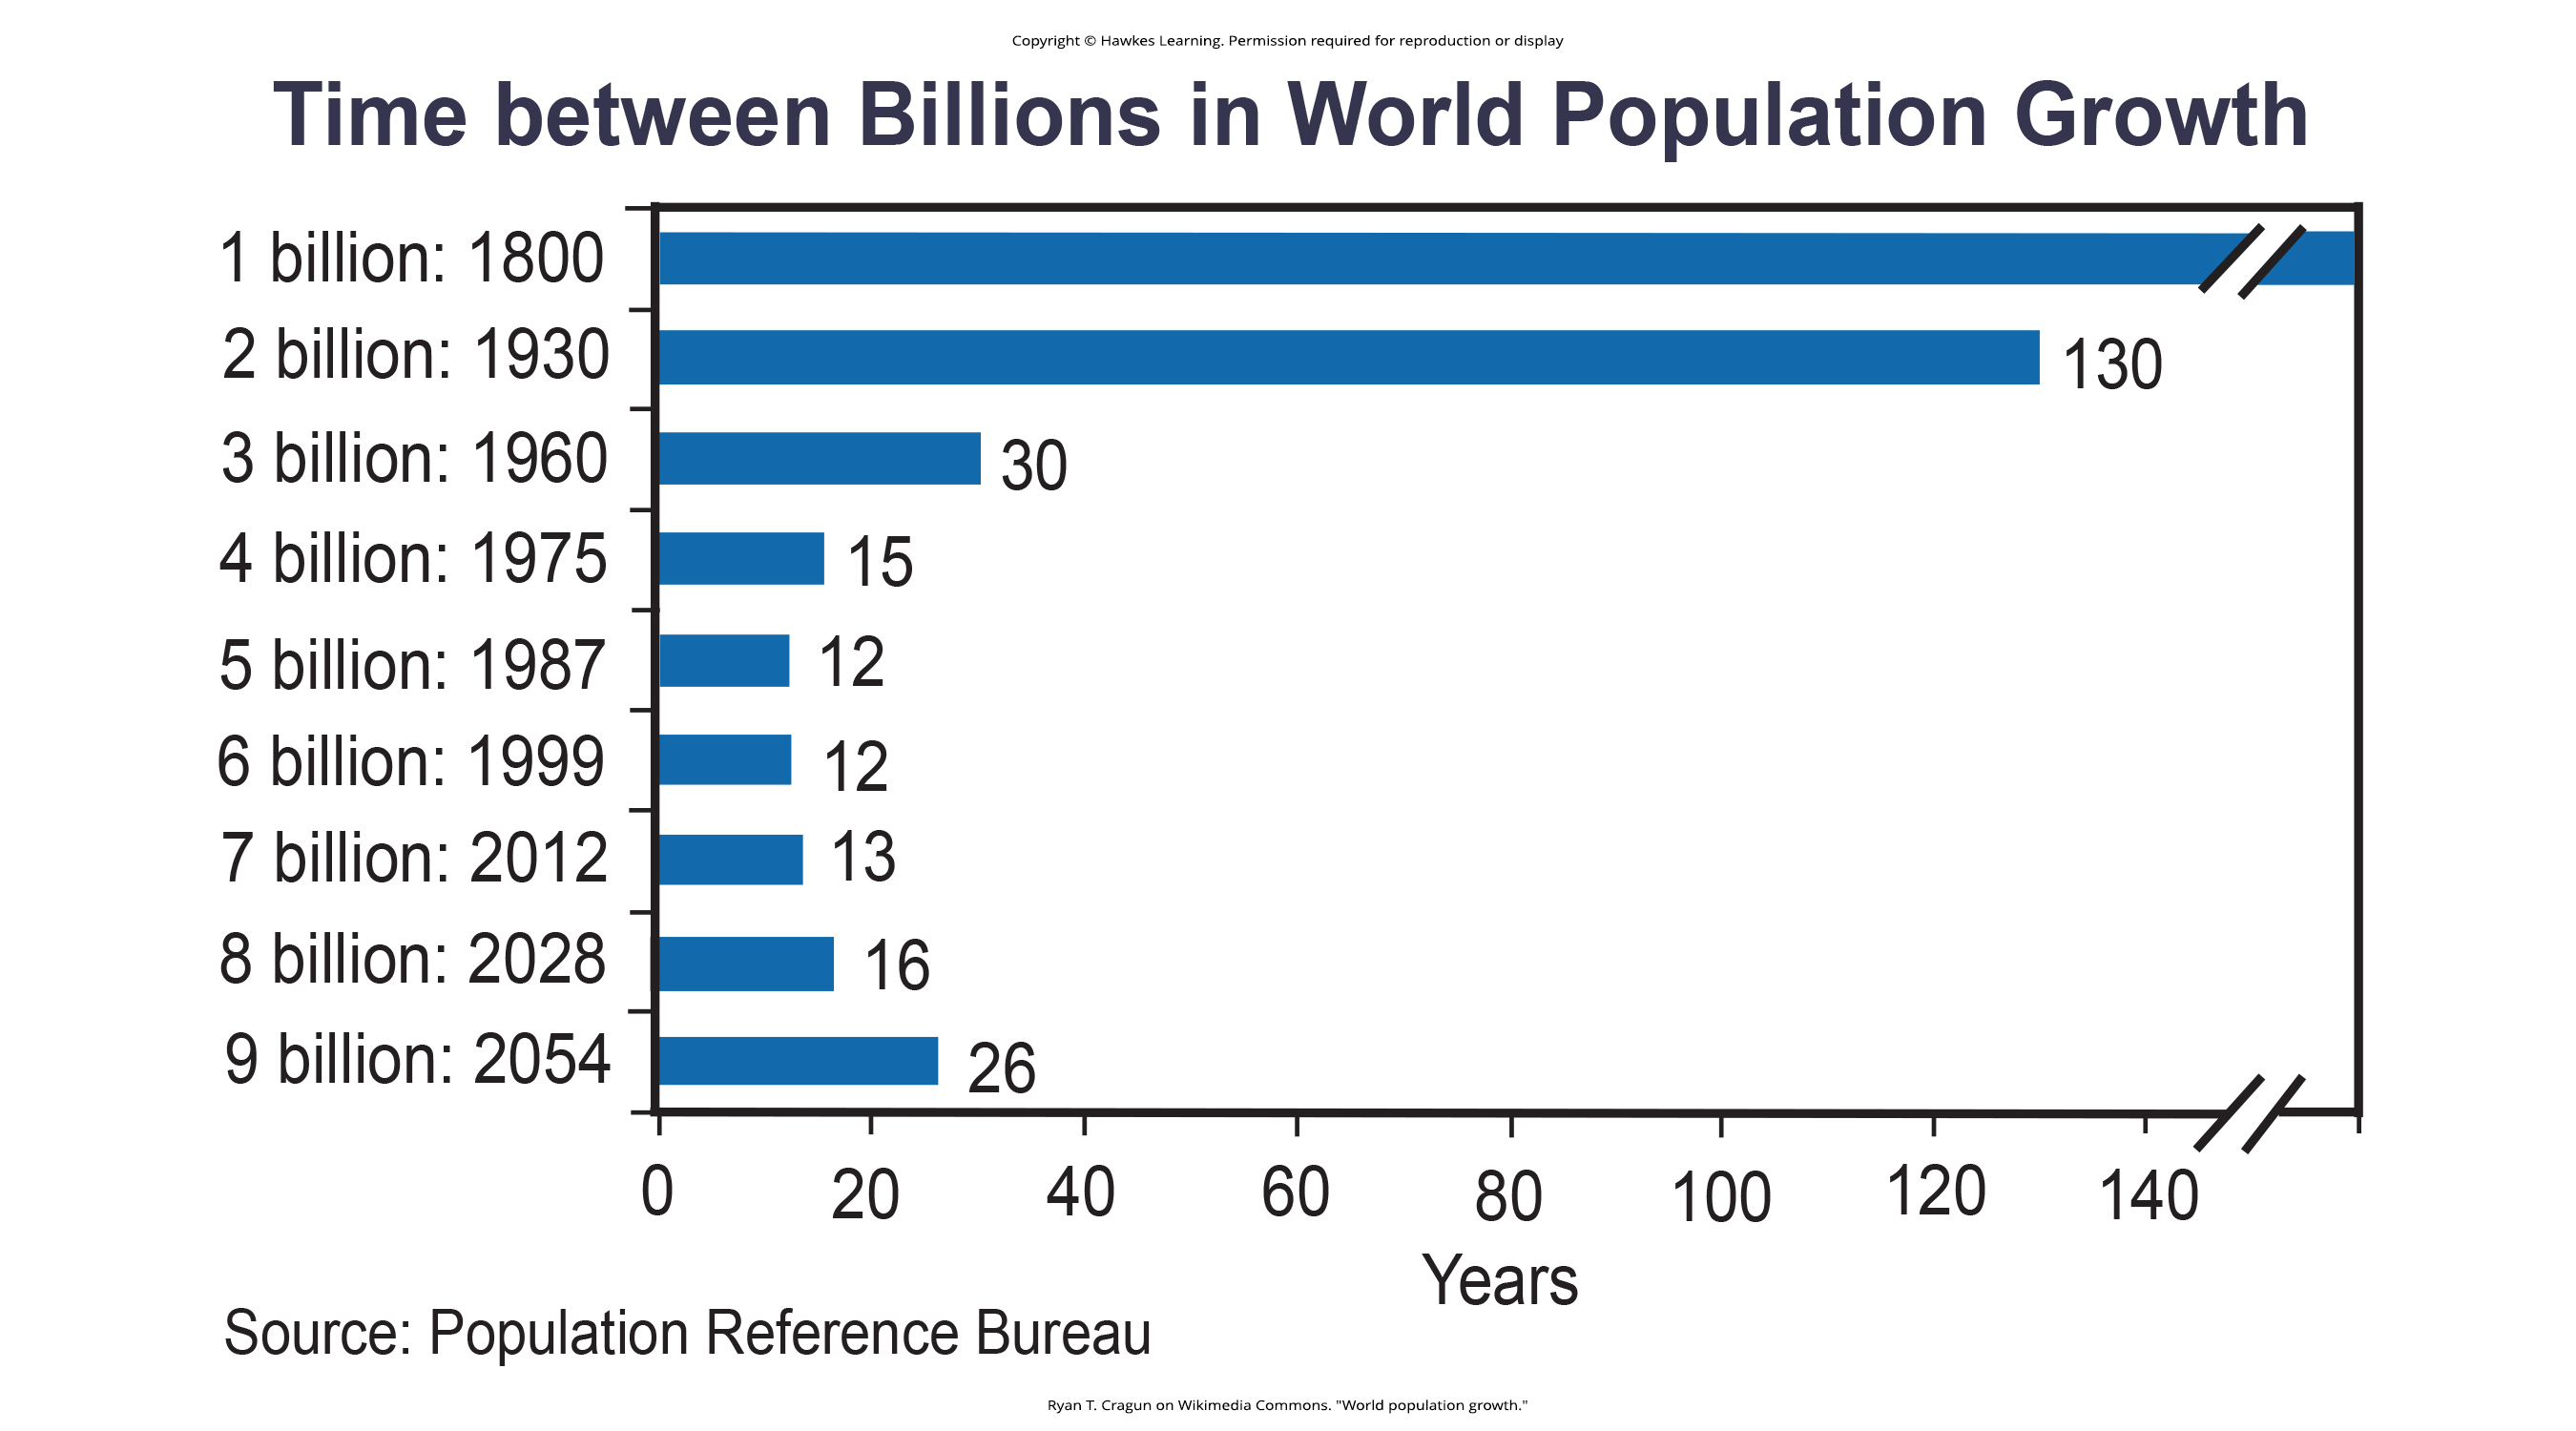 Copyright © Hawkes Learning. Permission required for reproduction or display
Time between Billions in World Population Growth
1 billion: 1800
2 billion: 1930 130
3 billion: 1960 30
4 billion: 1975 15
5 billion: 1987 12
6 billion: 1999 12
7 billion: 2012 13
8 billion: 2028 16
9 billion: 2054 26
0 20 40 60 80 100 120 140
Years
Source: Population Reference Bureau
Ryan T. Cragun on Wikimedia Commons. "World population growth."